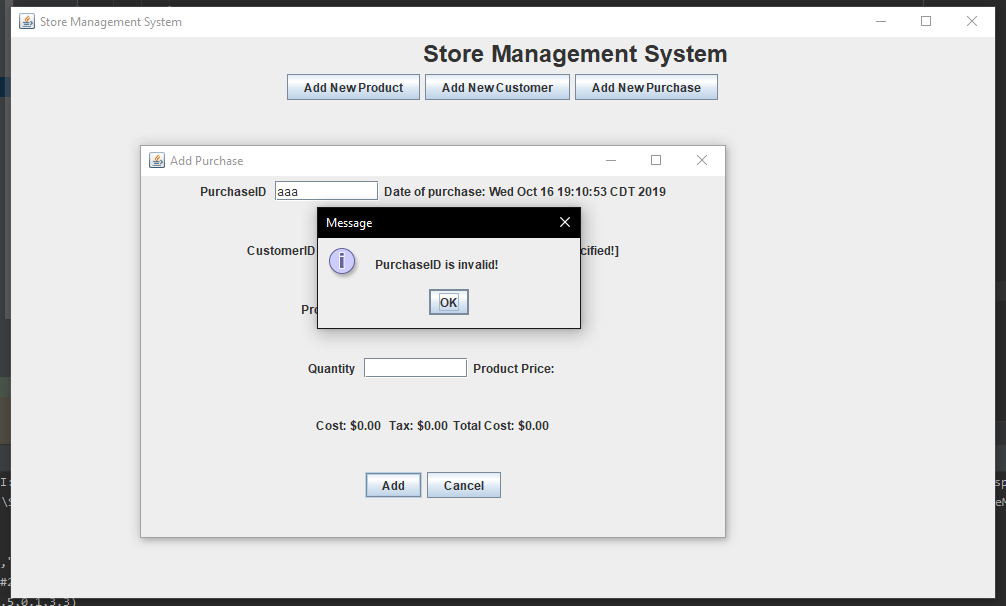 Store Management System
Store Management System
Add New Product Add New Customer Add New Purchase
Add Purchase
PurchaseID aaa Date of purchase: Wed Oct 16 19:10:53 CDT 2019
Message
CustomerID
PurchaseID is invalid!
OK
Quantity Product Price:
Cost: $0.00 Tax: $0.00 Total Cost: $0.00
Add Cancel